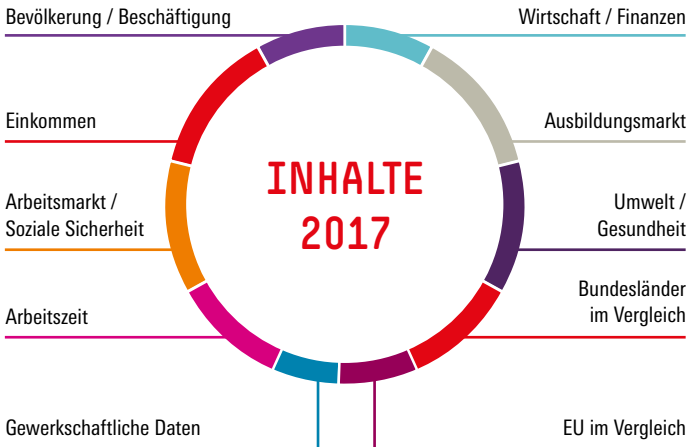 Bevölkerung / Beschäftigung
Wirtschaft / Finanzen
Einkommen
Ausbildungsmarkt
INHALTE
2017
Arbeitsmarkt /
Soziale Sicherheit
Umwelt /
Gesundheit
Arbeitszeit
Bundesländer
im Vergleich
Gewerkschaftliche Daten
EU im Vergleich